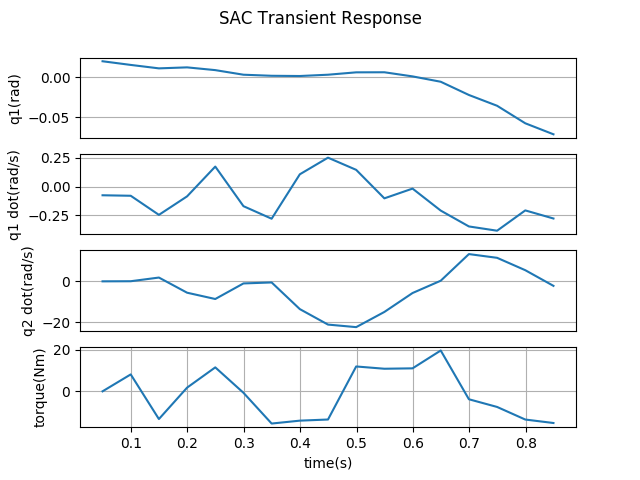 SAC Transient Response
q1(rad)
0.00
−0.05
q1 dot(rad/s)
0.25
0.00
−0.25
q2 dot(rad/s)
0
−20
torque(Nm)
20
0
0.1 0.2 0.3 0.4 0.5 0.6 0.7 0.8
time(s)